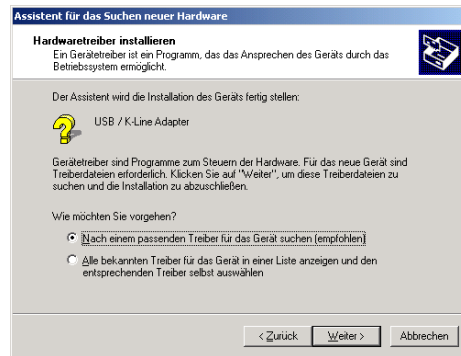 Assistent für das Suchen neuer Hardware
Hardwaretreiber installieren
Ein Gerätetreiber ist ein Programm, das das Ansprechen des Geräts durch das
Betriebssystem ermöglicht.
Der Assistent wird die Installation des Geräts fertig stellen:
USB / K-Line Adapter
Gerätetreiber sind Programme zum Steuern der Hardware. Für das neue Gerät sind
Treiberdateien erforderlich. Klicken Sie auf "Weiter", um diese Treiberdateien zu
suchen und die Installation zu abzuschließen.
Wie möchten Sie vorgehen?
Nach einem passenden Treiber für das Gerät suchen (empfohlen)
Alle bekannten Treiber für das Gerät in einer Liste anzeigen und den
entsprechenden Treiber selbst auswählen
< Zurück Weiter > Abbrechen